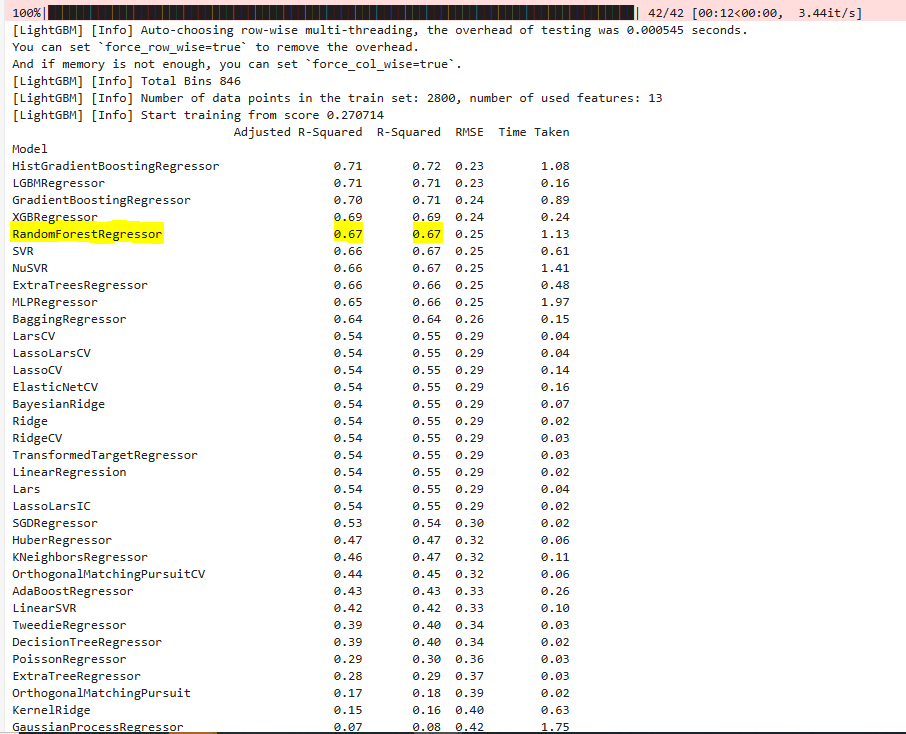 100%| | 42/42 [00:12<00:00, 3.44it/s]
[LightGBM] [Info] Auto-choosing row-wise multi-threading, the overhead of testing was 0.000545 seconds.
You can set `force_row_wise=true` to remove the overhead.
And if memory is not enough, you can set `force_col_wise=true`.
[LightGBM] [Info] Total Bins 846
[LightGBM] [Info] Number of data points in the train set: 2800, number of used features: 13
[LightGBM] [Info] Start training from score 0.270714
Adjusted R-Squared R-Squared RMSE Time Taken
Model
HistGradientBoostingRegressor 0.71 0.72 0.23 1.08
LGBMRegressor 0.71 0.71 0.23 0.16
GradientBoostingRegressor 0.70 0.71 0.24 0.89
XGBRegressor 0.69 0.69 0.24 0.24
RandomForestRegressor 0.67 0.67 0.25 1.13
SVR 0.66 0.67 0.25 0.61
NuSVR 0.66 0.67 0.25 1.41
ExtraTreesRegressor 0.66 0.66 0.25 0.48
MLPRegressor 0.65 0.66 0.25 1.97
BaggingRegressor 0.64 0.64 0.26 0.15
LarsCV 0.54 0.55 0.29 0.04
LassoLarsCV 0.54 0.55 0.29 0.04
LassoCV 0.54 0.55 0.29 0.14
ElasticNetCV 0.54 0.55 0.29 0.16
BayesianRidge 0.54 0.55 0.29 0.07
Ridge 0.54 0.55 0.29 0.02
RidgeCV 0.54 0.55 0.29 0.03
TransformedTargetRegressor 0.54 0.55 0.29 0.03
LinearRegression 0.54 0.55 0.29 0.02
Lars 0.54 0.55 0.29 0.04
LassoLarsIC 0.54 0.55 0.29 0.02
SGDRegressor 0.53 0.54 0.30 0.02
HuberRegressor 0.47 0.47 0.32 0.06
KNeighborsRegressor 0.46 0.47 0.32 0.11
OrthogonalMatchingPursuitCV 0.44 0.45 0.32 0.06
AdaBoostRegressor 0.43 0.43 0.33 0.26
LinearSVR 0.42 0.42 0.33 0.10
TweedieRegressor 0.39 0.40 0.34 0.03
DecisionTreeRegressor 0.39 0.40 0.34 0.02
PoissonRegressor 0.29 0.30 0.36 0.03
ExtraTreeRegressor 0.28 0.29 0.37 0.03
OrthogonalMatchingPursuit 0.17 0.18 0.39 0.02
KernelRidge 0.15 0.16 0.40 0.63
GaussianProcessRegressor 0.07 0.08 0.42 1.75